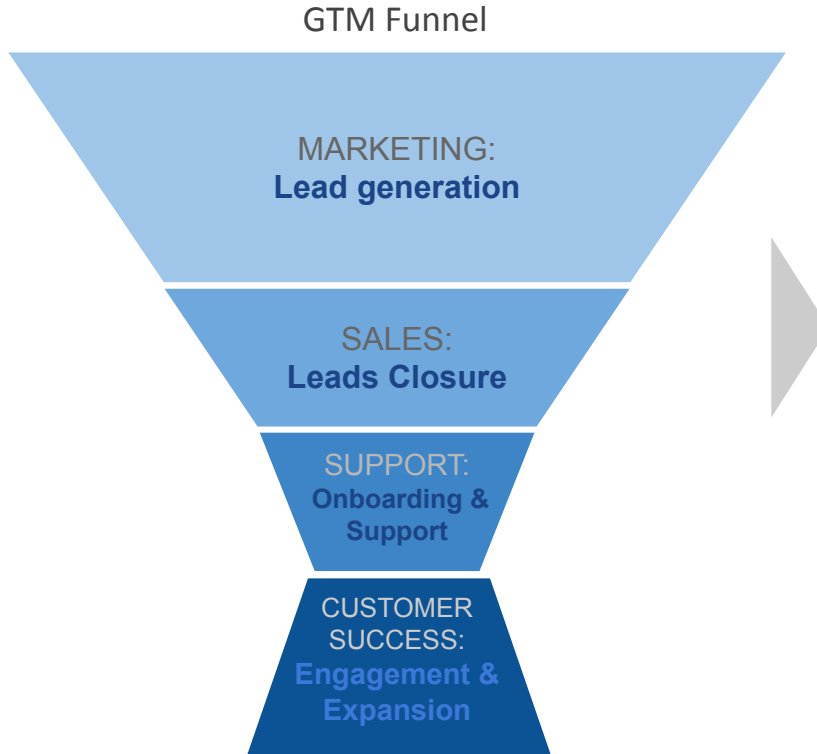 GTM Funnel
MARKETING:
Lead generation
SALES:
Leads Closure
SUPPORT:
Onboarding &
Support
CUSTOMER
SUCCESS:
Engagement &
Expansion